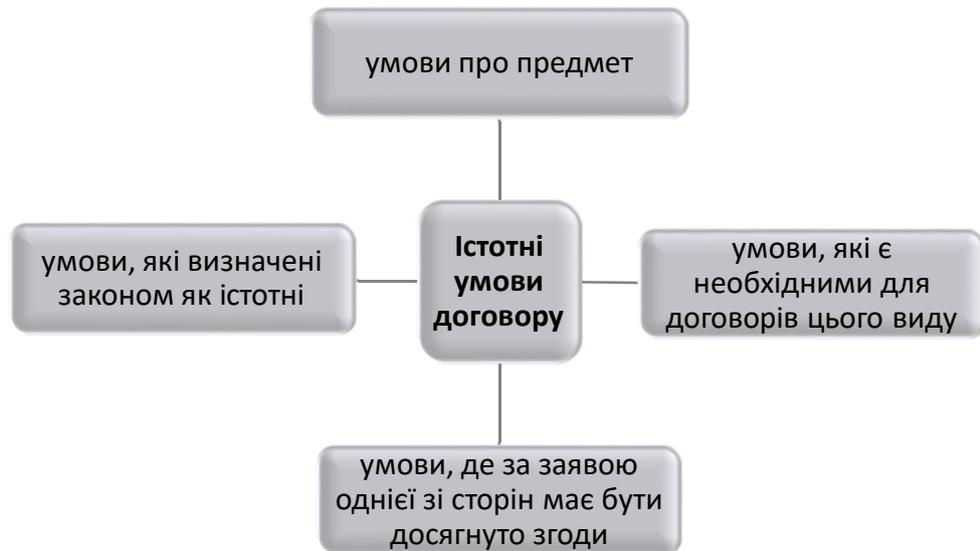 умови про предмет
умови, які визначені
законом як істотні
Істотні
умови
договору
умови, які є
необхідними для
договорів цього виду
умови, де за заявою
однієї зі сторін має бути
досягнуто згоди